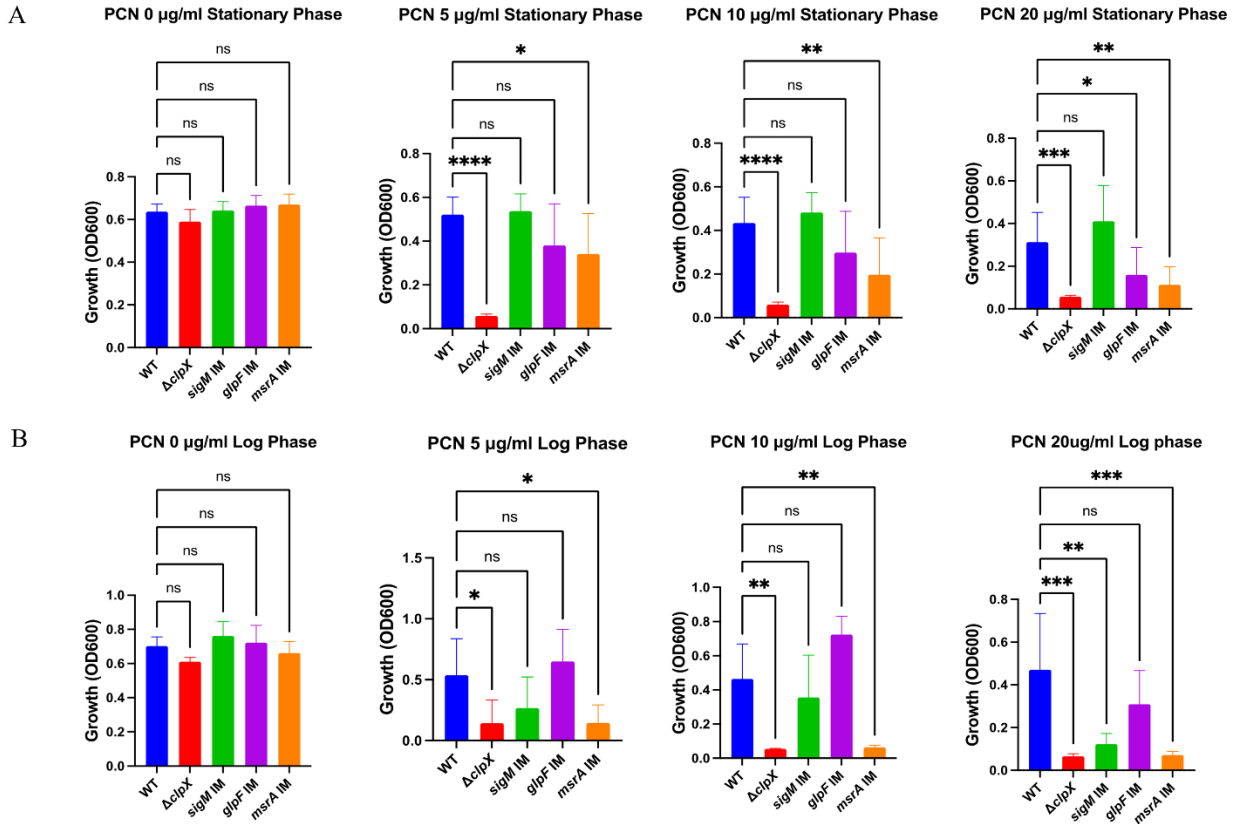 A
PCN 0 µg/ml Stationary Phase
ns
ns
ns
ns
Growth (OD600)
0.8
0.6
0.4
0.2
0.0
WT
ΔclpX
sigM IM
glpF IM
msrA IM
PCN 5 µg/ml Stationary Phase
*
ns
ns
****
Growth (OD600)
0.8
0.6
0.4
0.2
0.0
WT
ΔclpX
sigM IM
glpF IM
msrA IM
PCN 10 µg/ml Stationary Phase
**
ns
ns
****
Growth (OD600)
0.8
0.6
0.4
0.2
0.0
WT
ΔclpX
sigM IM
glpF IM
msrA IM
PCN 20 µg/ml Stationary Phase
**
*
ns
***
Growth (OD600)
0.8
0.6
0.4
0.2
0.0
WT
ΔclpX
sigM IM
glpF IM
msrA IM
B
PCN 0 µg/ml Log Phase
ns
ns
ns
ns
Growth (OD600)
1.0
0.8
0.6
0.4
0.2
0.0
WT
ΔclpX
sigM IM
glpF IM
msrA IM
PCN 5 µg/ml Log Phase
*
ns
ns
*
Growth (OD600)
1.5
1.0
0.5
0.0
WT
ΔclpX
sigM IM
glpF IM
msrA IM
PCN 10 µg/ml Log Phase
**
ns
ns
**
Growth (OD600)
1.0
0.8
0.6
0.4
0.2
0.0
WT
ΔclpX
sigM IM
glpF IM
msrA IM
PCN 20ug/ml Log phase
***
ns
**
***
Growth (OD600)
0.8
0.6
0.4
0.2
0.0
WT
ΔclpX
sigM IM
glpF IM
msrA IM